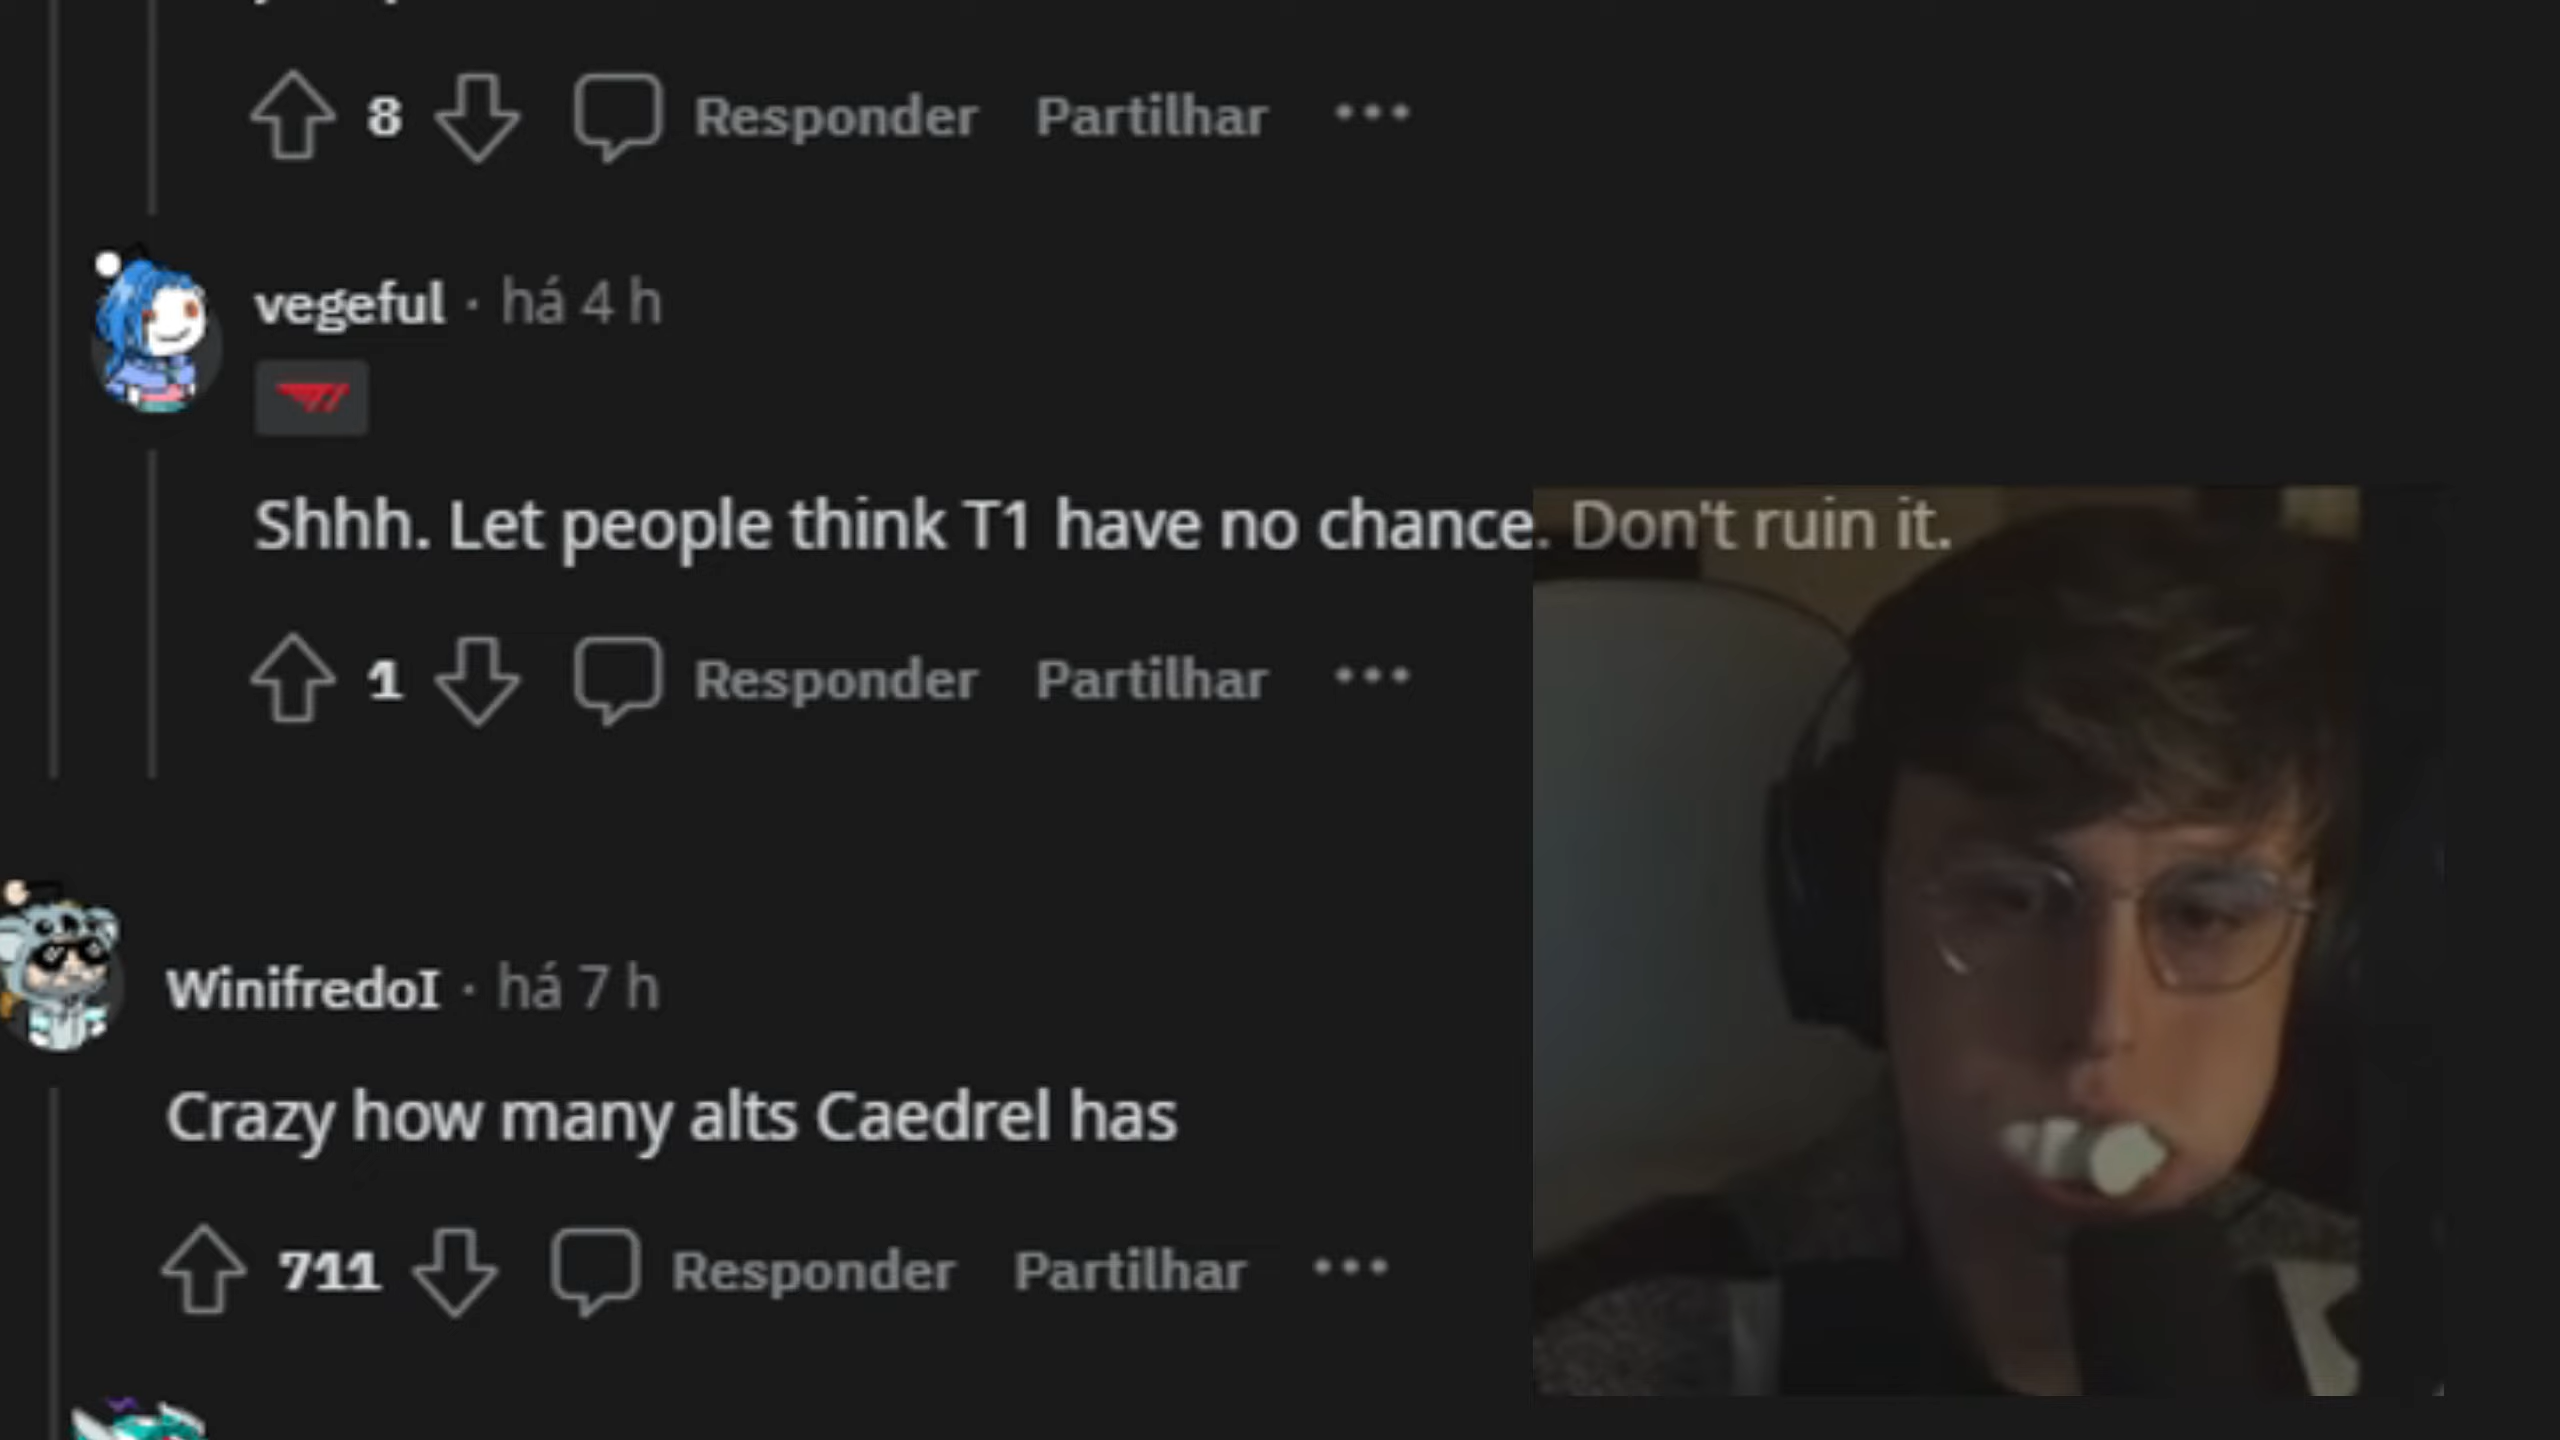 8 Responder Partilhar
vegeful · há 4 h
Shhh. Let people think T1 have no chance. Don't ruin it.
1 Responder Partilhar
WinifredoI · há 7 h
Crazy how many alts Caedrel has
711 Responder Partilhar